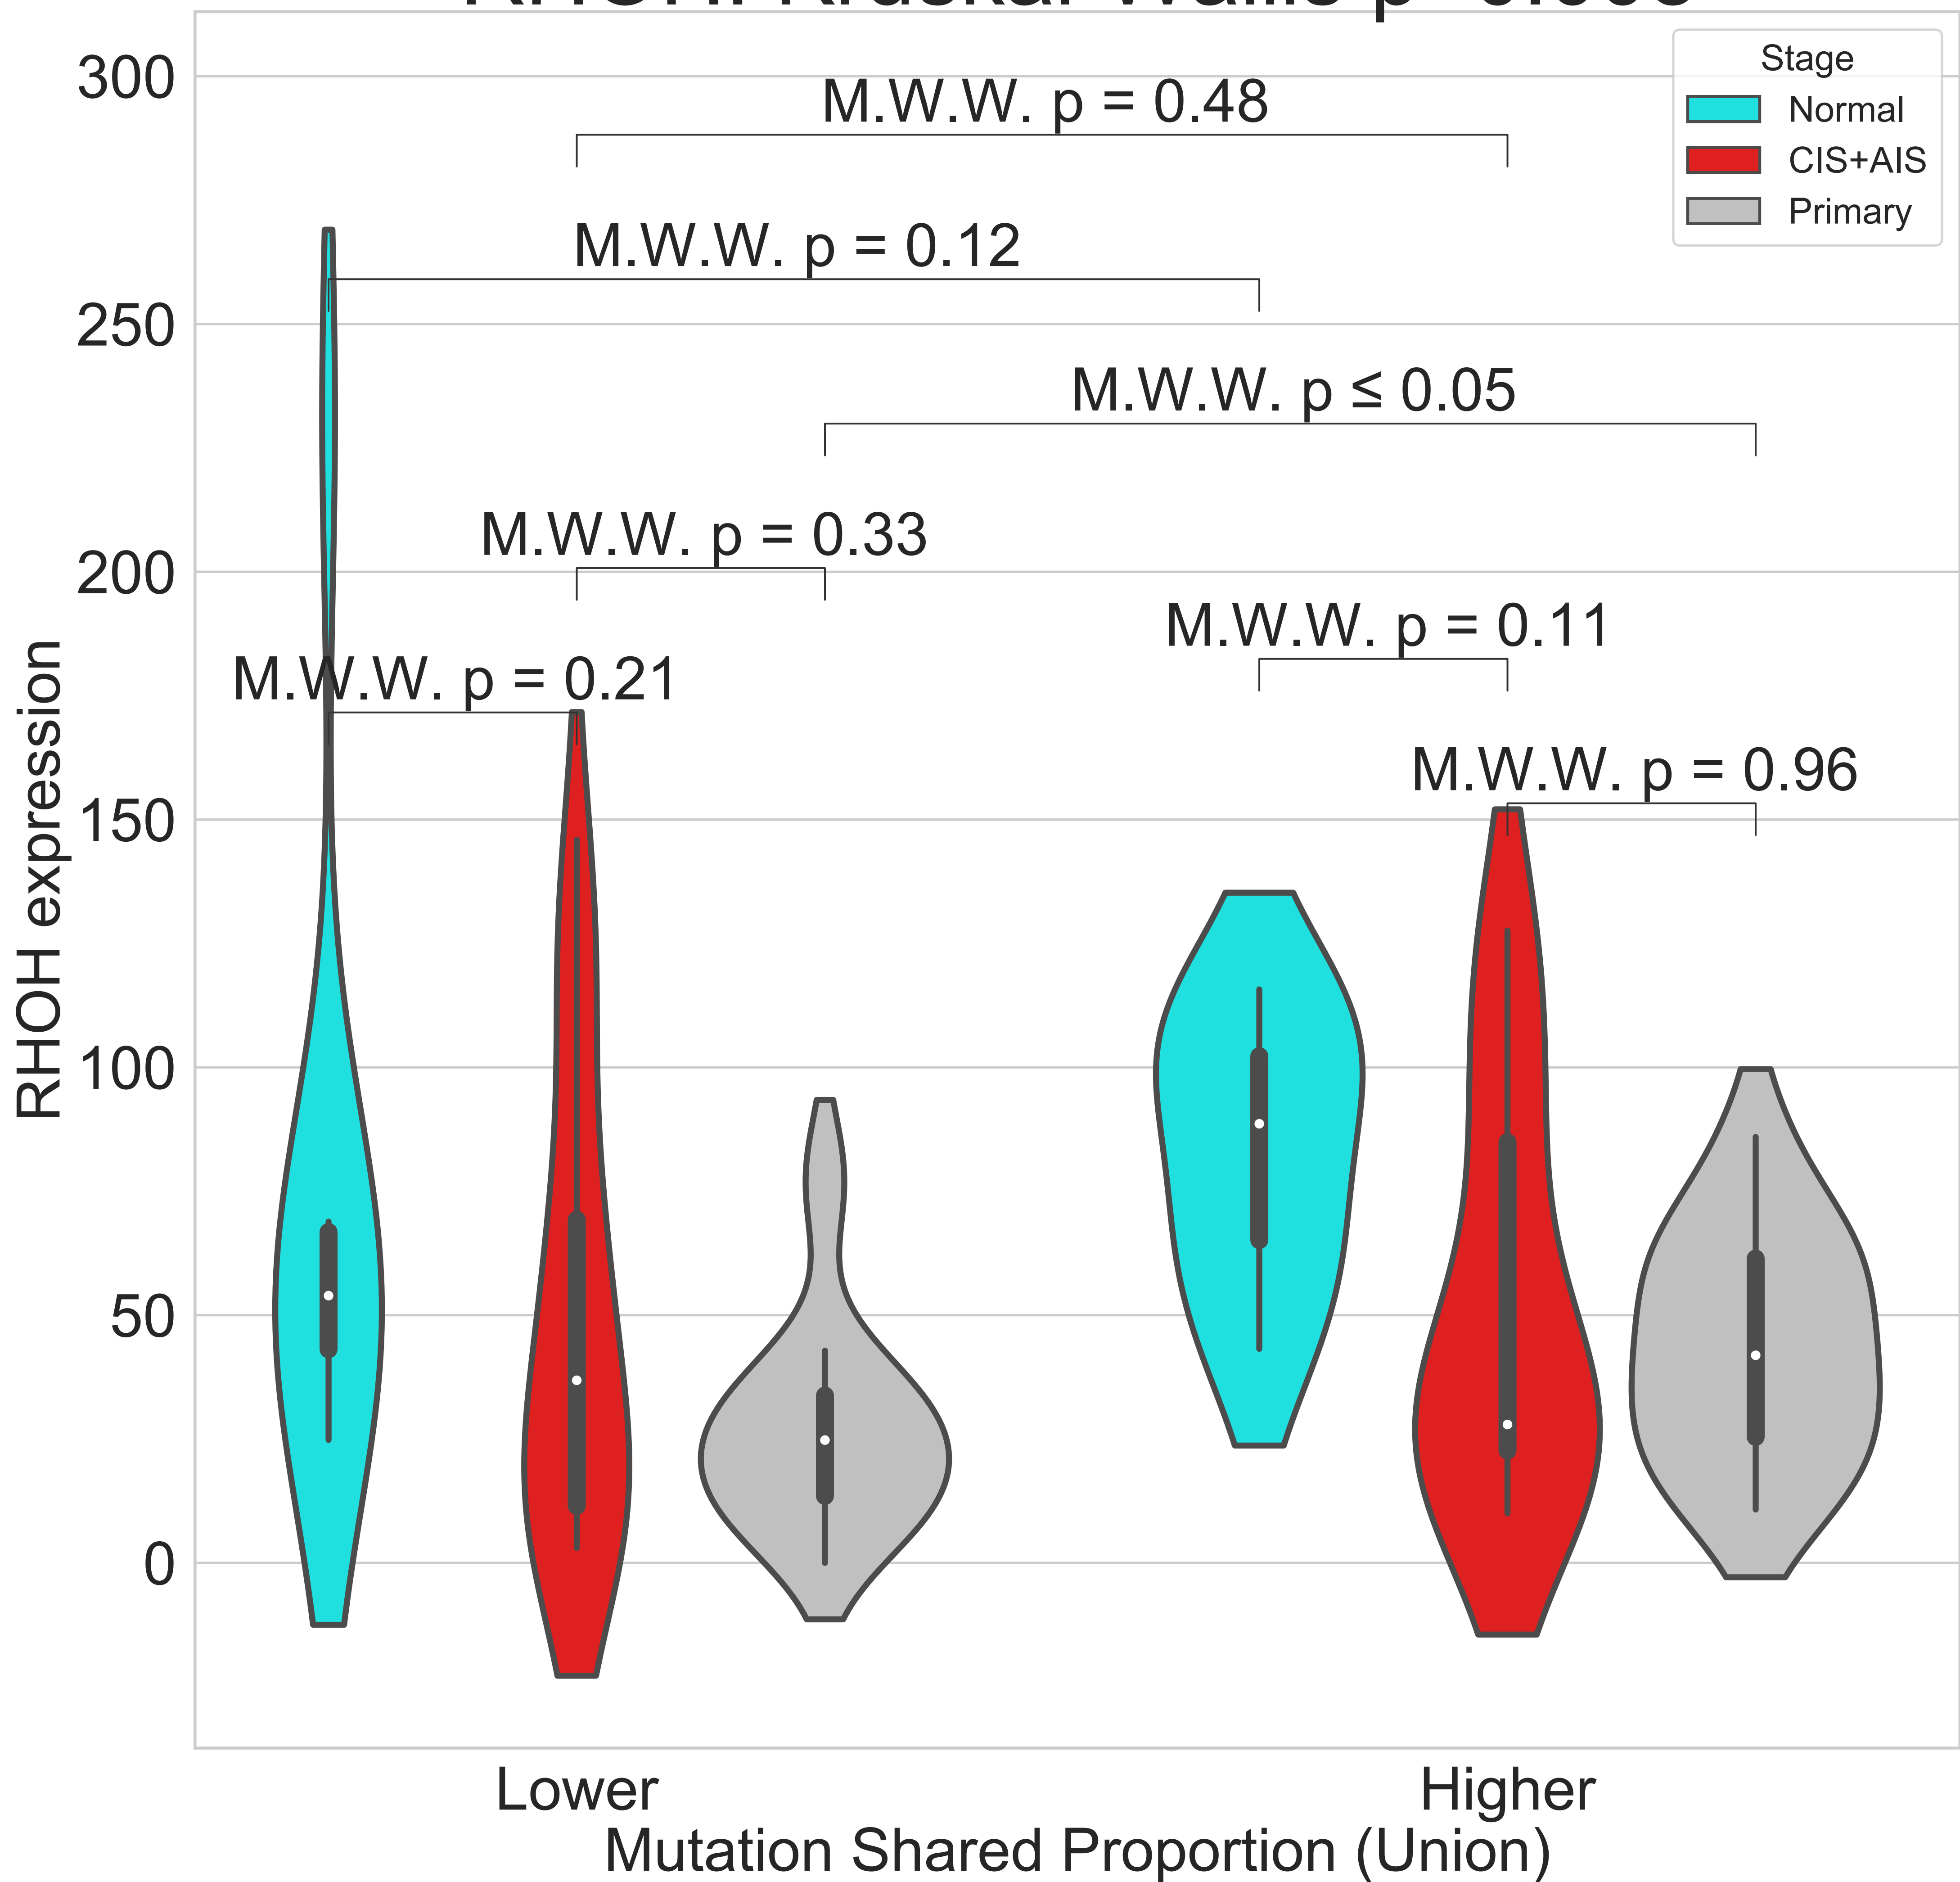 300
250
200
150
100
50
0
RHOH expression
M.W.W. p = 0.48
M.W.W. p = 0.12
M.W.W. p ≤ 0.05
M.W.W. p = 0.33
M.W.W. p = 0.11
M.W.W. p = 0.21
M.W.W. p = 0.96
Stage
Normal
CIS+AIS
Primary
Lower
Higher
Mutation Shared Proportion (Union)